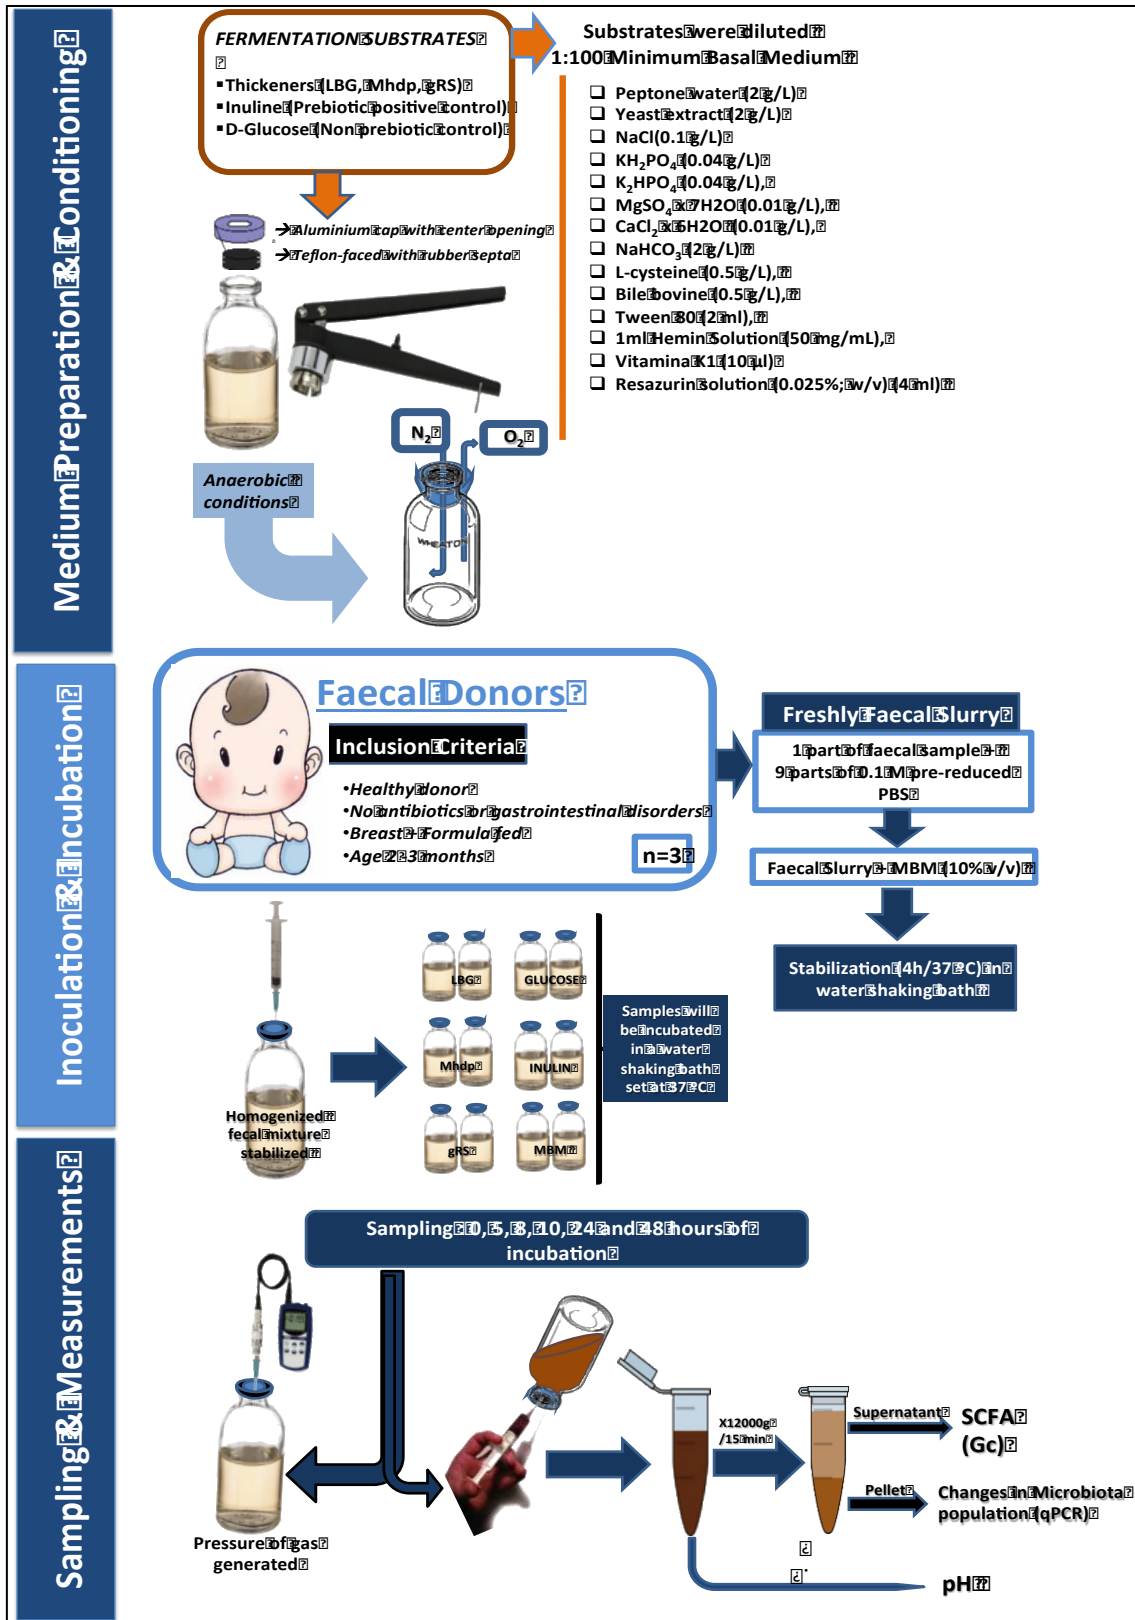 Medium Preparation & Conditioning
FERMENTATION SUBSTRATES
▪Thickeners (LBG, Mhdp, gRS)
▪Inuline (Prebiotic positive control)
▪D-Glucose (Non prebiotic control)
Substrates were diluted
1:100 Minimum Basal Medium
❑ Peptone water (2 g/L)
❑ Yeast extract (2 g/L)
❑ NaCl(0.1 g/L)
❑ KH2PO4 (0.04 g/L)
❑ K2HPO4 (0.04 g/L),
❑ MgSO4 x 7H2O (0.01 g/L),
❑ CaCl2 x 6H2O (0.01 g/L),
❑ NaHCO3 (2 g/L)
❑ L-cysteine (0.5 g/L),
❑ Bile bovine (0.5 g/L),
❑ Tween 80 (2 ml),
❑ 1ml Hemin Solution (50 mg/mL),
❑ Vitamina K1 (10 µl)
❑ Resazurin solution (0.025%; w/v) (4 ml)
→ Aluminium cap with center opening
→ Teflon-faced with rubber septa
N2
O2
WHEATON
Anaerobic
conditions
Inoculation & Incubation
Faecal Donors
Inclusion Criteria
•Healthy donor
•No antibiotics or gastrointestinal disorders
•Breast + Formula fed
•Age 2-3 months
n=3
Freshly Faecal Slurry
1 part of faecal sample +
9 parts of 0.1 M pre-reduced
PBS
Faecal Slurry + MBM (10% v/v)
Stabilization (4h/37 ºC) in
water shaking bath
Homogenized
fecal mixture
stabilized
LBG
GLUCOSE
Mhdp
INULIN
gRS
MBM
Samples will
be incubated
in a water
shaking bath
set at 37 ºC
Sampling & Measurements
Sampling: 0, 5, 8, 10, 24 and 48 hours of
incubation
Pressure of gas
generated
X12000g
/15 min
Supernatant
SCFA
(Gc)
Pellet
Changes in Microbiota
population (qPCR)
pH